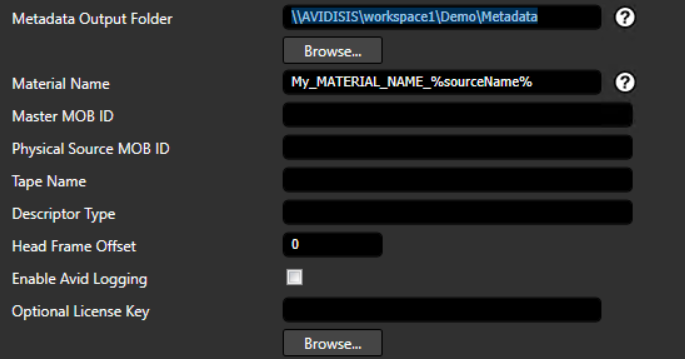 Metadata Output Folder
\\AVIDISIS\workspace1\Demo\Metadata
?
Browse...
Material Name
My_MATERIAL_NAME_%sourceName%
?
Master MOB ID
Physical Source MOB ID
Tape Name
Descriptor Type
Head Frame Offset
0
Enable Avid Logging
Optional License Key
Browse...